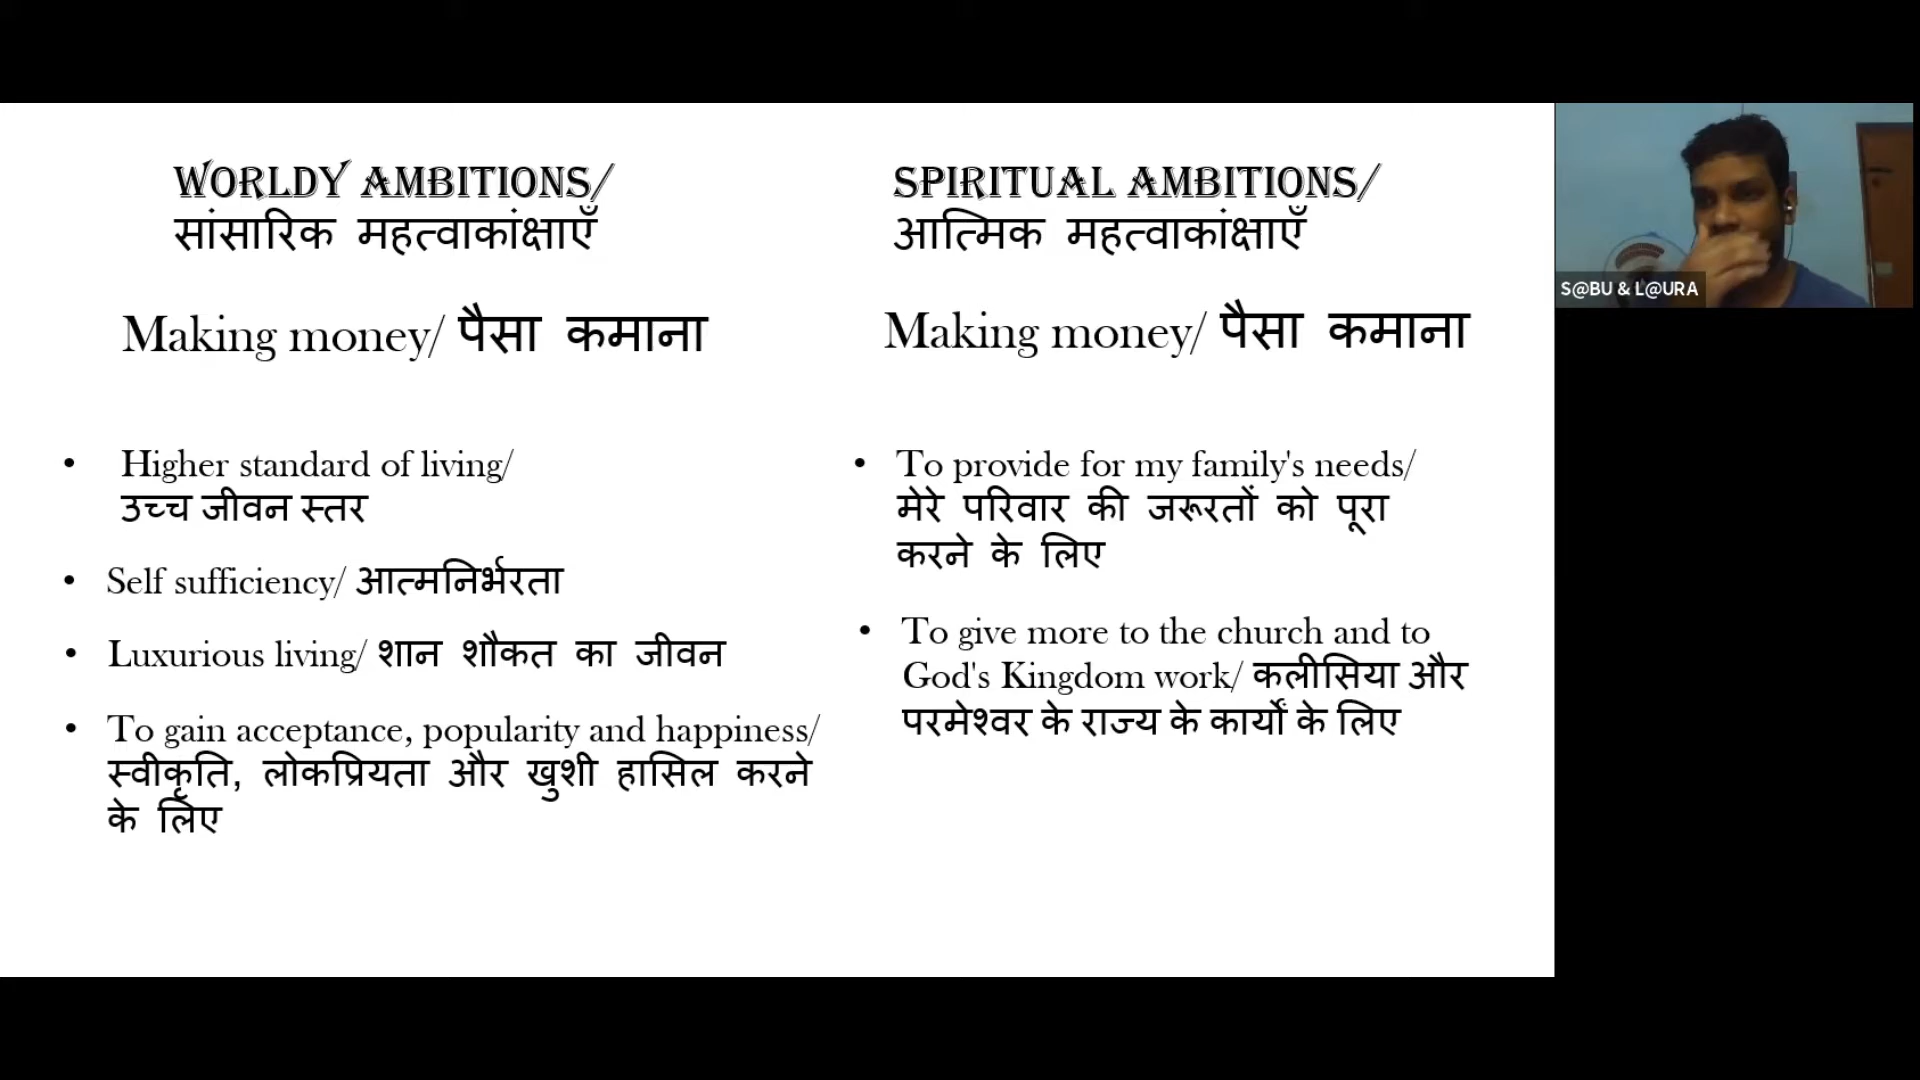 WORLDY AMBITIONS/
सांसारिक महत्वाकांक्षाएँ
Making money/ पैसा कमाना
• Higher standard of living/
उच्च जीवन स्तर
• Self sufficiency/ आत्मनिर्भरता
• Luxurious living/ शान शौकत का जीवन
• To gain acceptance, popularity and happiness/
स्वीकृति, लोकप्रियता और खुशी हासिल करने
के लिए
SPIRITUAL AMBITIONS/
आत्मिक महत्वाकांक्षाएँ
Making money/ पैसा कमाना
• To provide for my family's needs/
मेरे परिवार की जरूरतों को पूरा
करने के लिए
• To give more to the church and to
God's Kingdom work/ कलीसिया और
परमेश्वर के राज्य के कार्यों के लिए
S@BU & L@URA